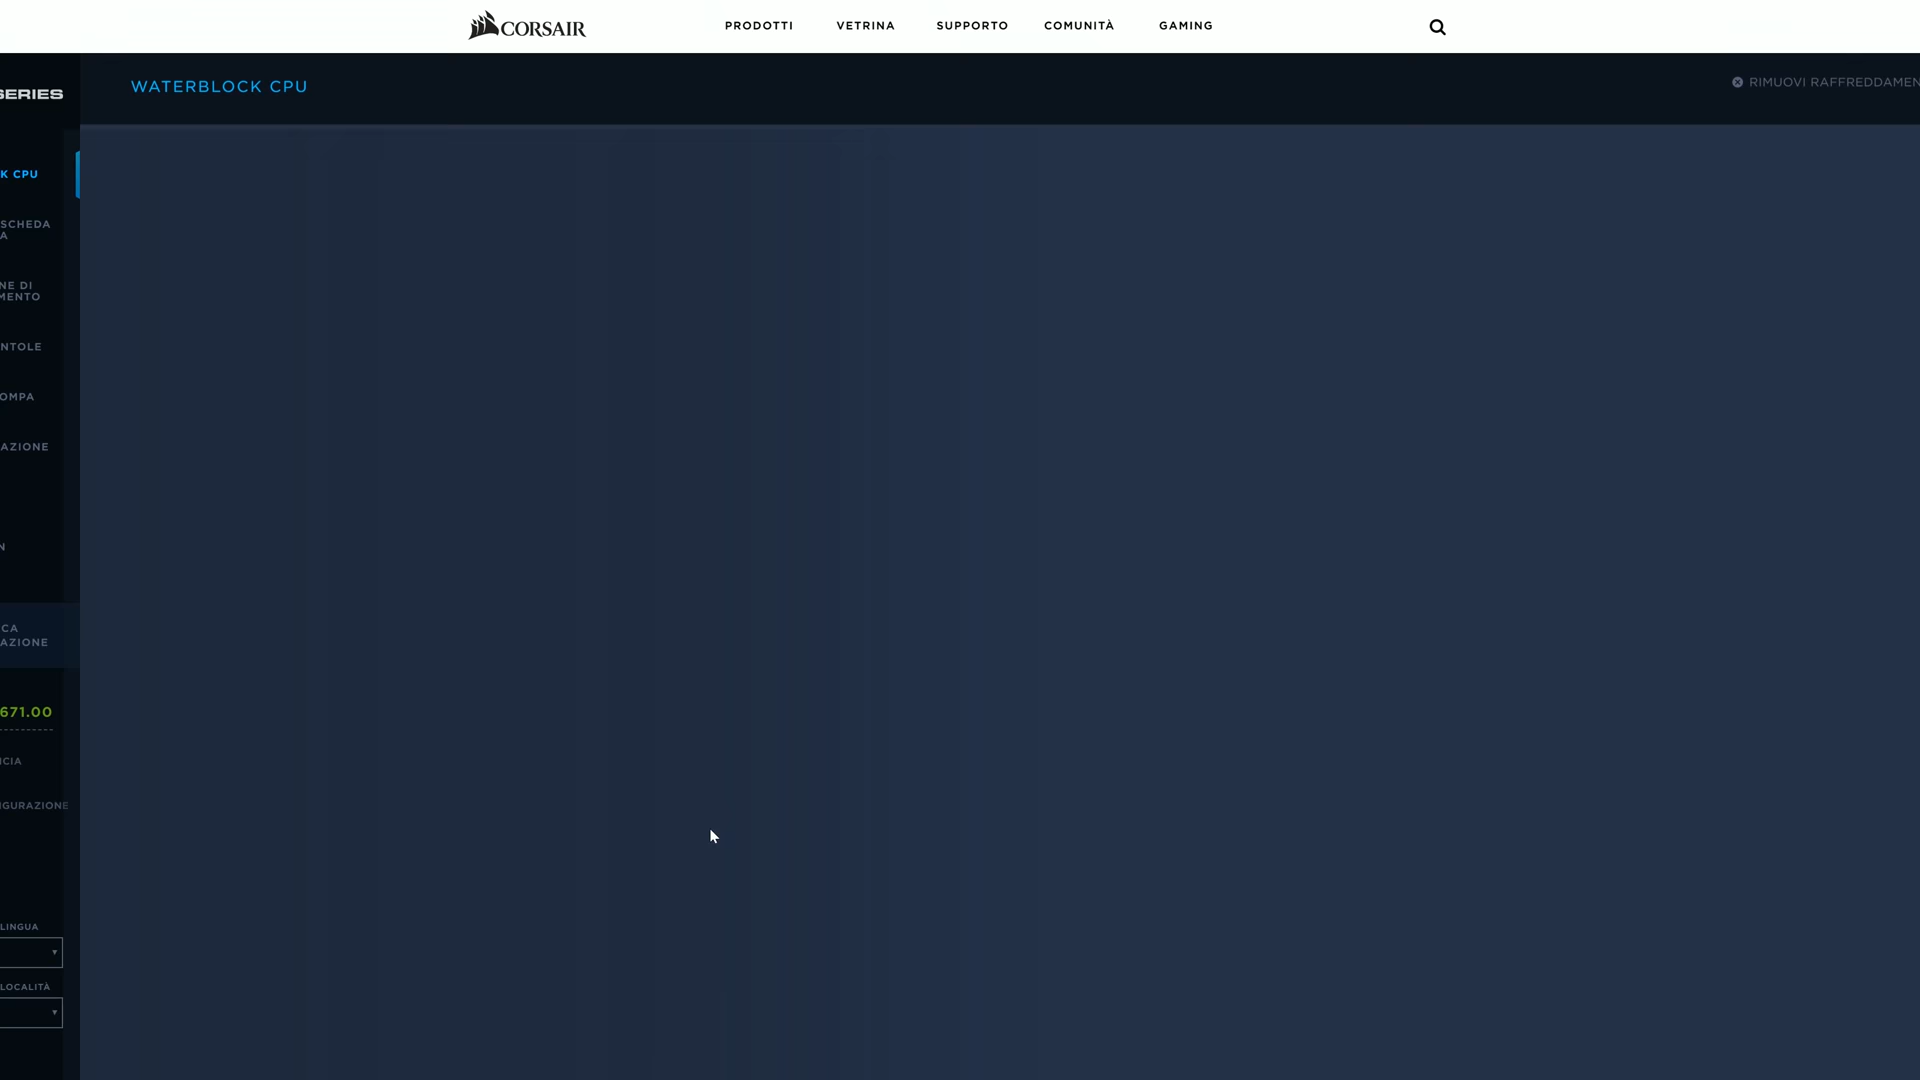 CORSAIR
PRODOTTI
VETRINA
SUPPORTO
COMUNITÀ
GAMING
SERIES
WATERBLOCK CPU
RIMUOVI RAFFREDDAMEN
K CPU
SCHEDA
A
NE DI
MENTO
NTOLE
OMPA
AZIONE
N
CA
AZIONE
671.00
CIA
IGURAZIONE
LINGUA
LOCALITÀ